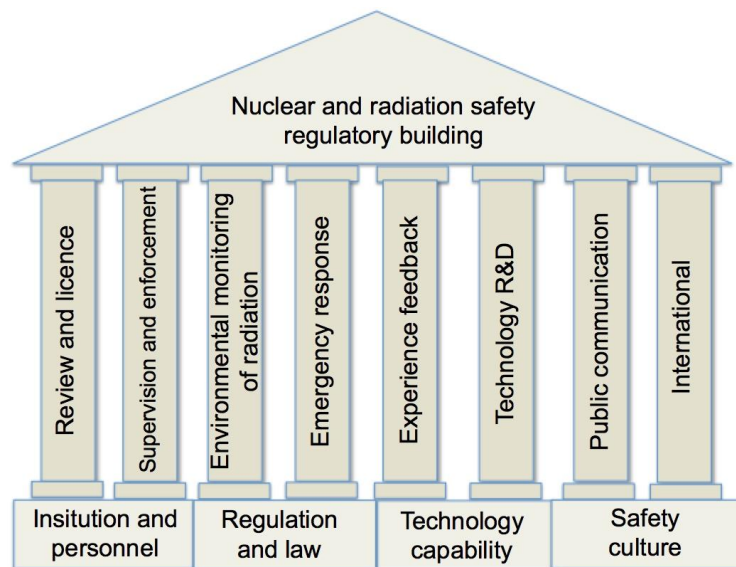 Nuclear and radiation safety
regulatory building
Review and licence
Supervision and enforcement
Environmental monitoring
of radiation
Emergency response
Experience feedback
Technology R&D
Public communication
International
Insitution and
personnel
Regulation
and law
Technology
capability
Safety
culture